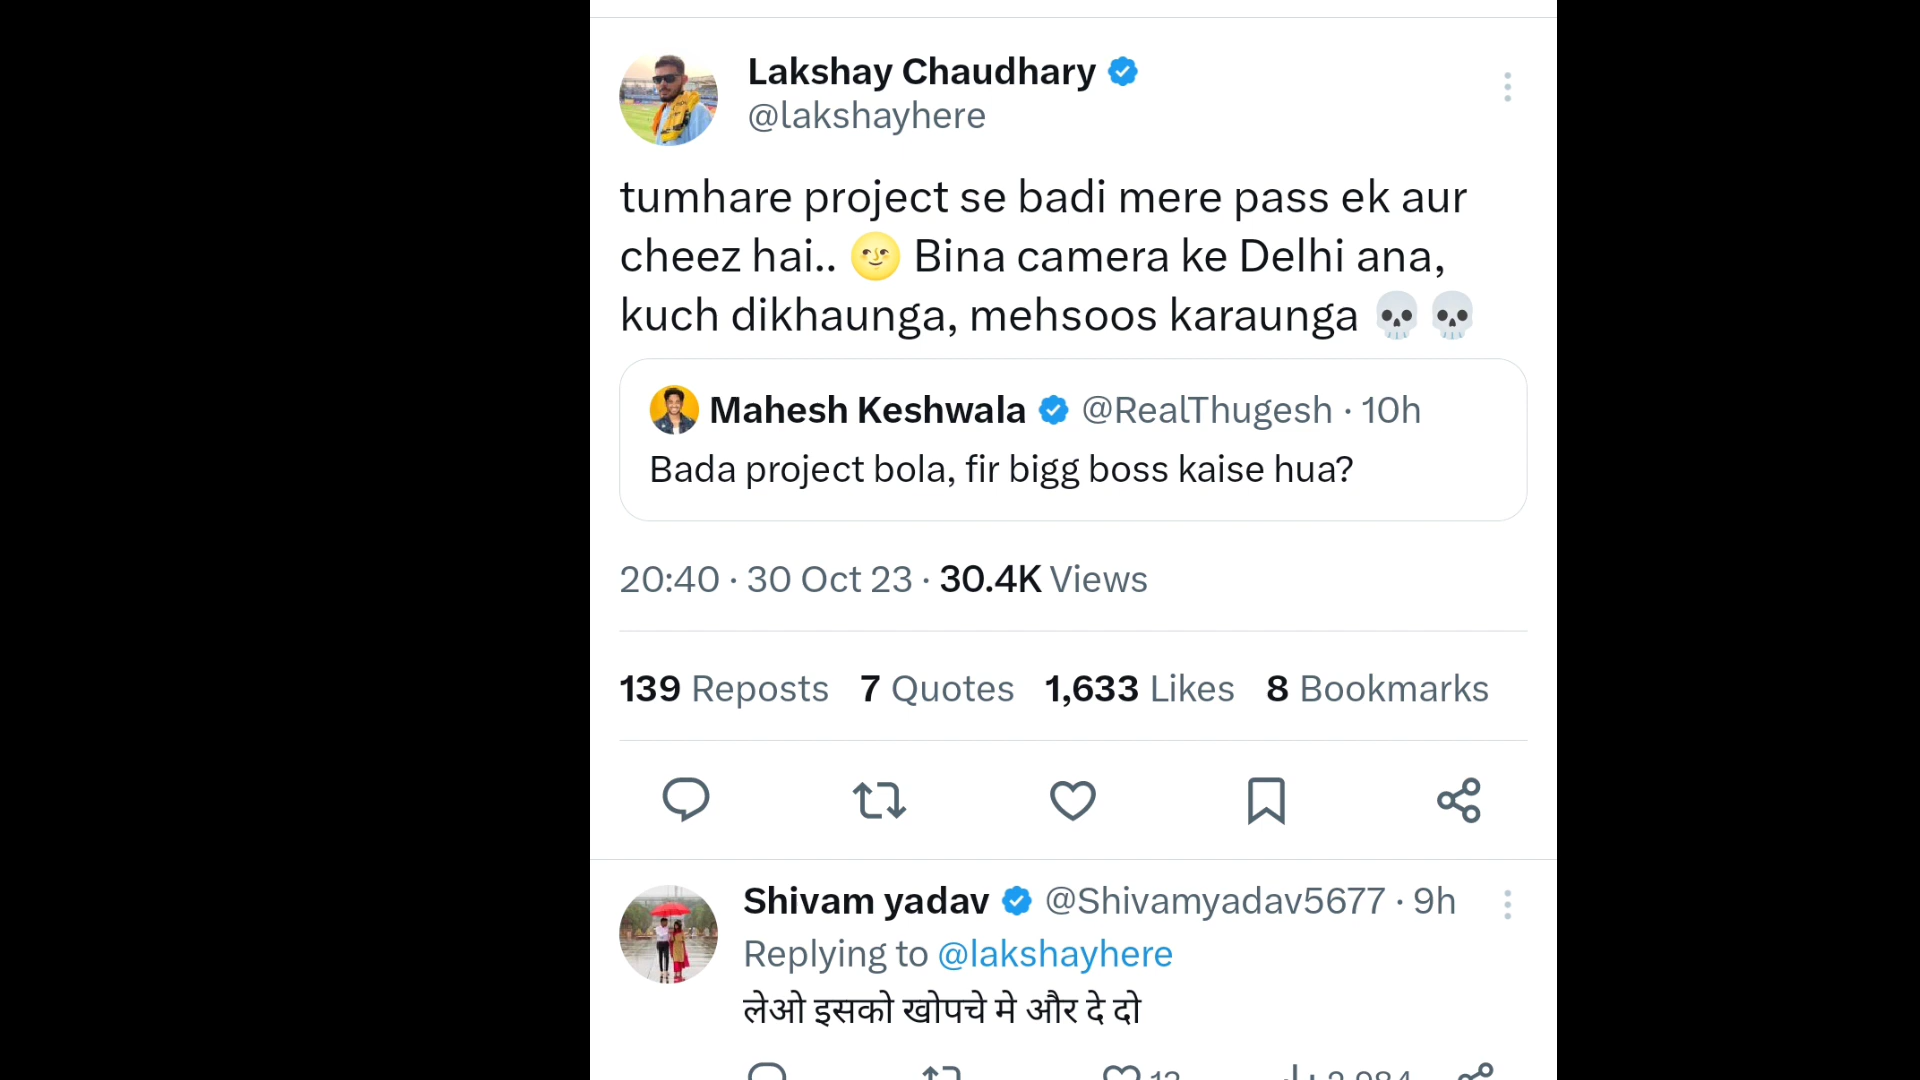 Lakshay Chaudhary
@lakshayhere
tumhare project se badi mere pass ek aur
cheez hai.. 🌝 Bina camera ke Delhi ana,
kuch dikhaunga, mehsoos karaunga 💀💀
Mahesh Keshwala @RealThugesh · 10h
Bada project bola, fir bigg boss kaise hua?
20:40 · 30 Oct 23 · 30.4K Views
139 Reposts 7 Quotes 1,633 Likes 8 Bookmarks
Shivam yadav @Shivamyadav5677 · 9h
Replying to @lakshayhere
लेओ इसको खोपचे मे और दे दो